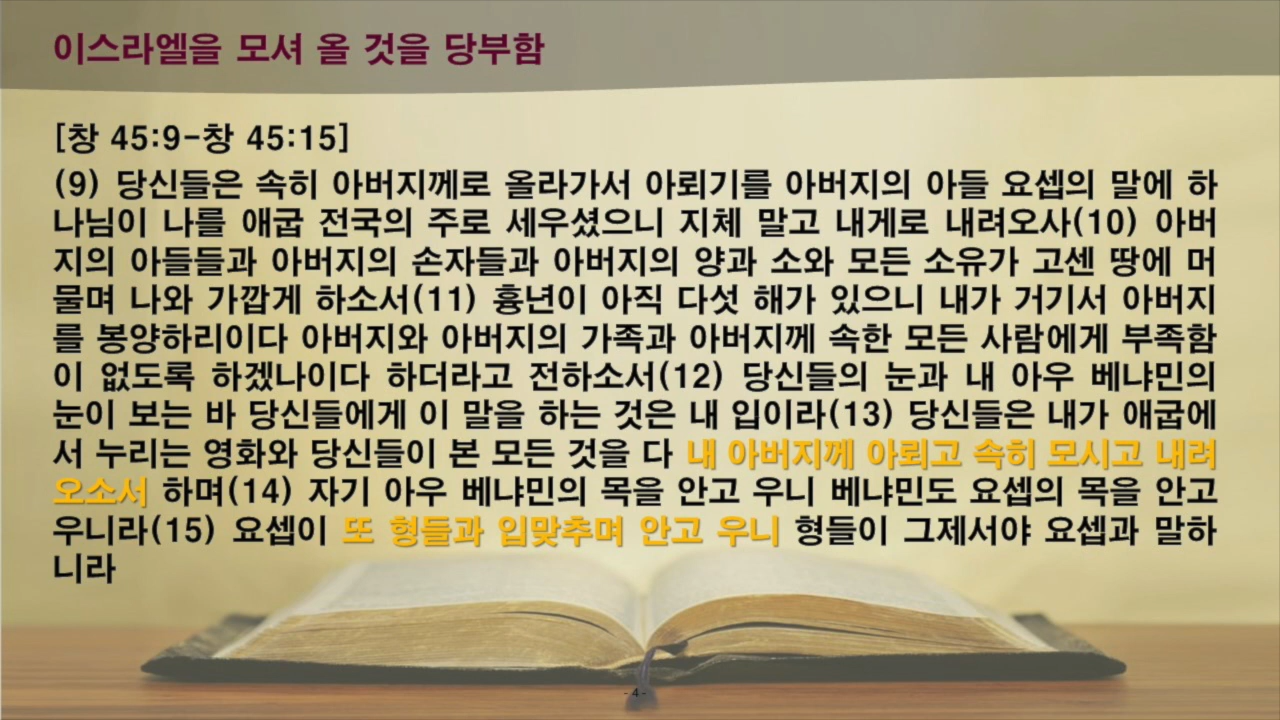 이스라엘을 모셔 올 것을 당부함
[창 45:9-창 45:15]
(9) 당신들은 속히 아버지께로 올라가서 아뢰기를 아버지의 아들 요셉의 말에 하
나님이 나를 애굽 전국의 주로 세우셨으니 지체 말고 내게로 내려오사(10) 아버
지의 아들들과 아버지의 손자들과 아버지의 양과 소와 모든 소유가 고센 땅에 머
물며 나와 가깝게 하소서(11) 흉년이 아직 다섯 해가 있으니 내가 거기서 아버지
를 봉양하리이다 아버지와 아버지의 가족과 아버지께 속한 모든 사람에게 부족함
이 없도록 하겠나이다 하더라고 전하소서(12) 당신들의 눈과 내 아우 베냐민의
눈이 보는 바 당신들에게 이 말을 하는 것은 내 입이라(13) 당신들은 내가 애굽에
서 누리는 영화와 당신들이 본 모든 것을 다 내 아버지께 아뢰고 속히 모시고 내려
오소서 하며(14) 자기 아우 베냐민의 목을 안고 우니 베냐민도 요셉의 목을 안고
우니라(15) 요셉이 또 형들과 입맞추며 안고 우니 형들이 그제서야 요셉과 말하
니라
- 4 -